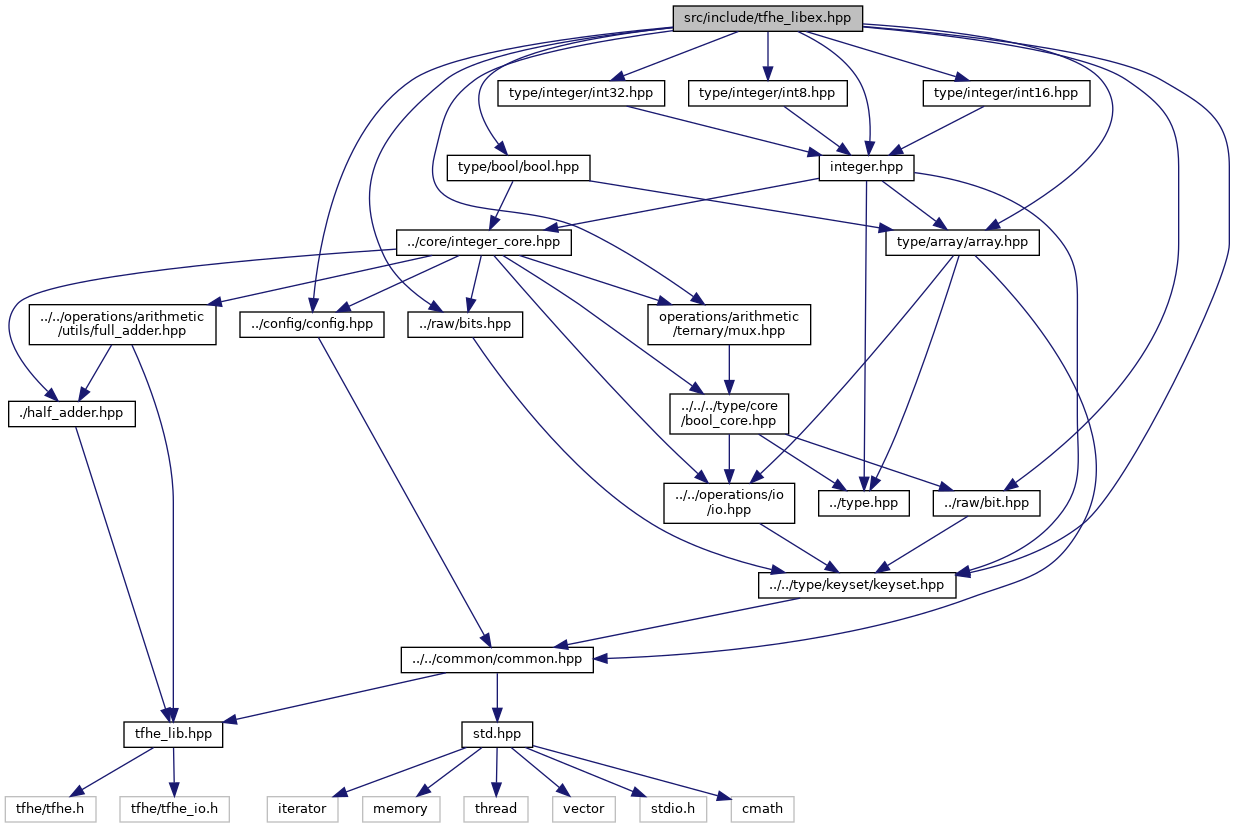 src/include/tfhe_libex.hpp
type/integer/int32.hpp
type/integer/int8.hpp
type/integer/int16.hpp
type/bool/bool.hpp
integer.hpp
../core/integer_core.hpp
type/array/array.hpp
../../operations/arithmetic
/utils/full_adder.hpp
../config/config.hpp
../raw/bits.hpp
operations/arithmetic
/ternary/mux.hpp
./half_adder.hpp
../../../type/core
/bool_core.hpp
../../operations/io
/io.hpp
../type.hpp
../raw/bit.hpp
../../type/keyset/keyset.hpp
../../common/common.hpp
tfhe_lib.hpp
std.hpp
tfhe/tfhe.h
tfhe/tfhe_io.h
iterator
memory
thread
vector
stdio.h
cmath